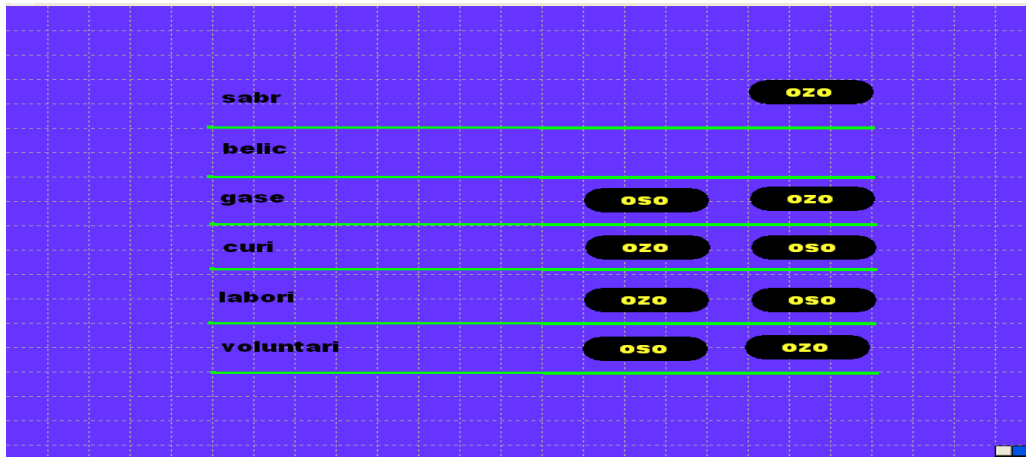 sabr ozo
belic
gase oso ozo
curi ozo oso
labori ozo oso
voluntari oso ozo